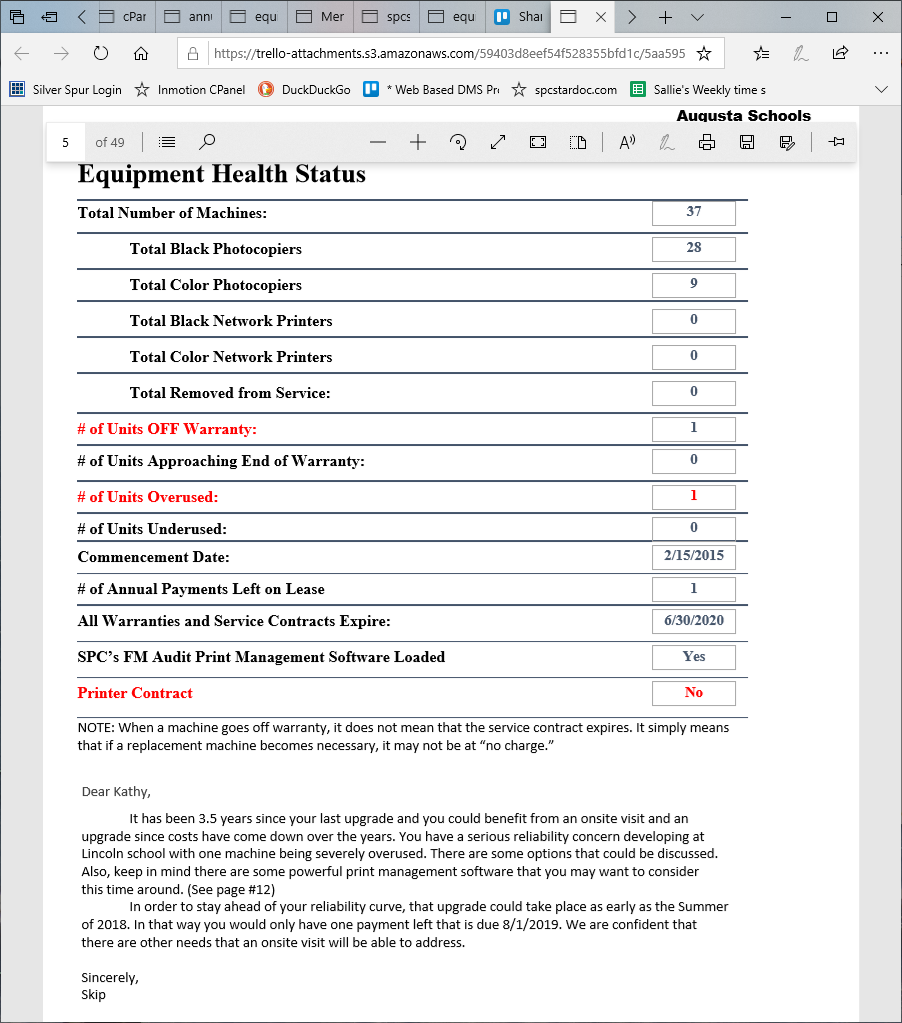 cPar
annu
equ
Mer
spcs
equ
Shar
https://trello-attachments.s3.amazonaws.com/59403d8eef54f528355bfd1c/5aa595
Silver Spur Login Inmotion CPanel DuckDuckGo * Web Based DMS Pr spcstardoc.com Sallie's Weekly time s
Augusta Schools
5 of 49
Equipment Health Status
Total Number of Machines: 37
Total Black Photocopiers 28
Total Color Photocopiers 9
Total Black Network Printers 0
Total Color Network Printers 0
Total Removed from Service: 0
# of Units OFF Warranty: 1
# of Units Approaching End of Warranty: 0
# of Units Overused: 1
# of Units Underused: 0
Commencement Date: 2/15/2015
# of Annual Payments Left on Lease 1
All Warranties and Service Contracts Expire: 6/30/2020
SPC’s FM Audit Print Management Software Loaded Yes
Printer Contract No
NOTE: When a machine goes off warranty, it does not mean that the service contract expires. It simply means
that if a replacement machine becomes necessary, it may not be at “no charge.”
Dear Kathy,
It has been 3.5 years since your last upgrade and you could benefit from an onsite visit and an
upgrade since costs have come down over the years. You have a serious reliability concern developing at
Lincoln school with one machine being severely overused. There are some options that could be discussed.
Also, keep in mind there are some powerful print management software that you may want to consider
this time around. (See page #12)
In order to stay ahead of your reliability curve, that upgrade could take place as early as the Summer
of 2018. In that way you would only have one payment left that is due 8/1/2019. We are confident that
there are other needs that an onsite visit will be able to address.
Sincerely,
Skip